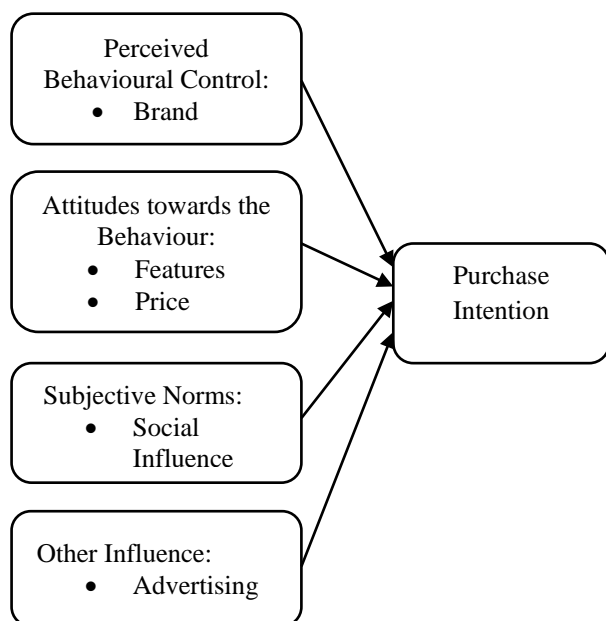 Perceived
Behavioural Control:
• Brand
Attitudes towards the
Behaviour:
• Features
• Price
Subjective Norms:
• Social
Influence
Other Influence:
• Advertising
Purchase
Intention